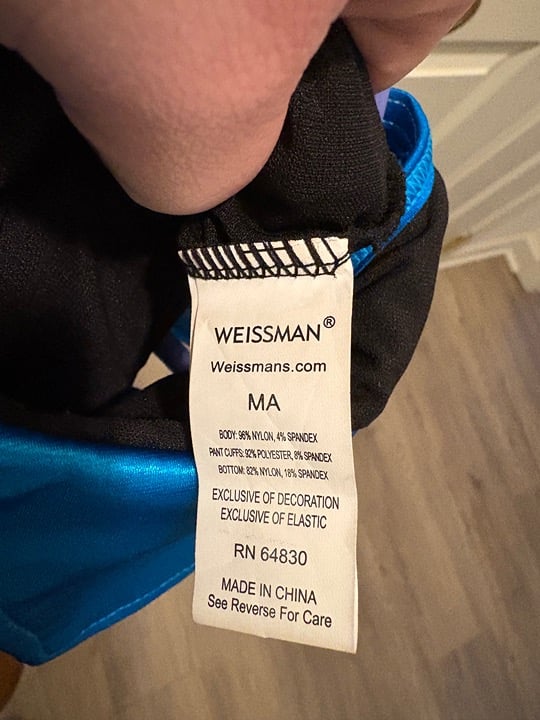 WEISSMAN®
Weissmans.com
MA
BODY: 96% NYLON, 4% SPANDEX
PANT CUFFS: 92% POLYESTER, 8% SPANDEX
BOTTOM: 82% NYLON, 18% SPANDEX
EXCLUSIVE OF DECORATION
EXCLUSIVE OF ELASTIC
RN 64830
MADE IN CHINA
See Reverse For Care